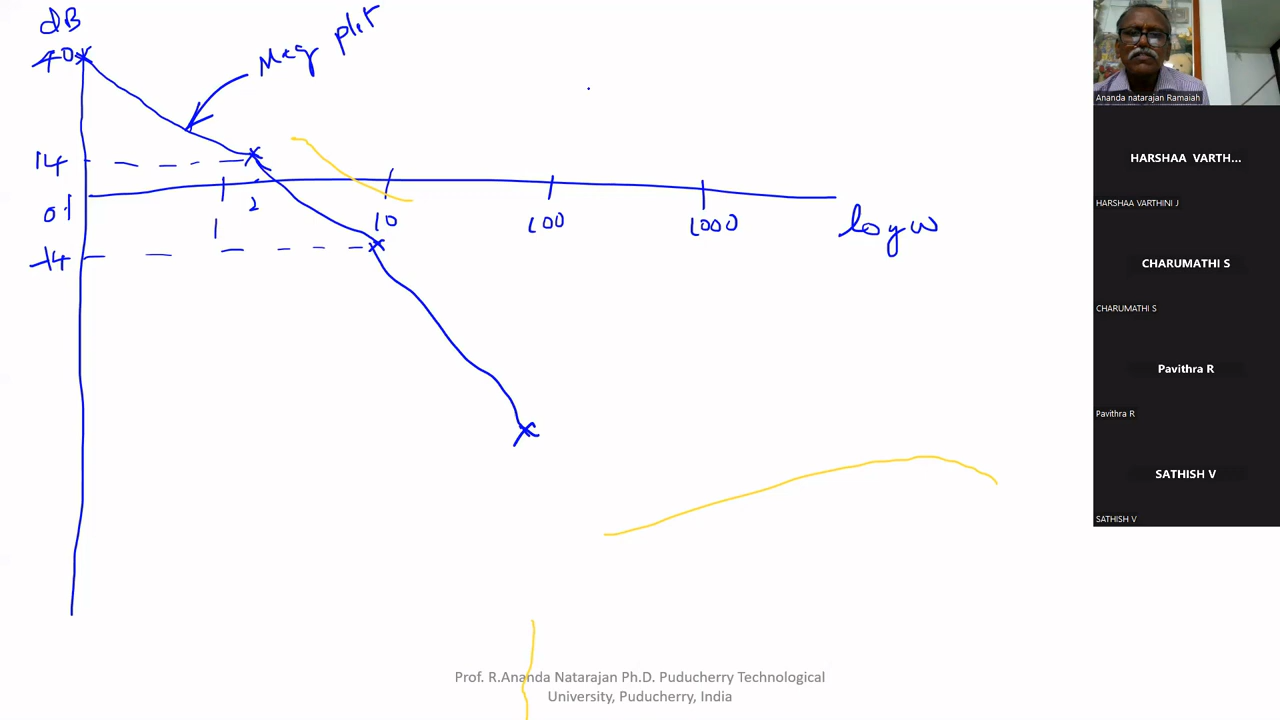 dB
40
Mag plot
14
0
1
2
10
100
1000
log ω
-14
Prof. R.Ananda Natarajan Ph.D. Puducherry Technological
University, Puducherry, India
Ananda natarajan Ramaiah
HARSHAA VARTH...
HARSHAA VARTHINI J
CHARUMATHI S
CHARUMATHI S
Pavithra R
Pavithra R
SATHISH V
SATHISH V